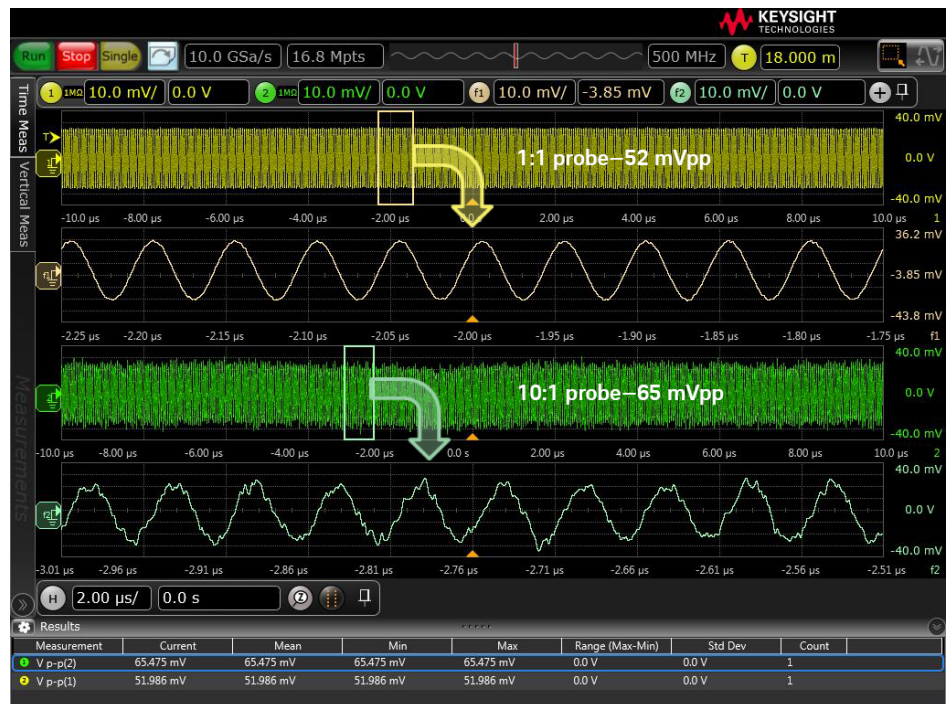 KEYSIGHT
TECHNOLOGIES
Run Stop Single 10.0 GSa/s 16.8 Mpts 500 MHz T 18.000 m
1 1MΩ 10.0 mV/ 0.0 V 2 1MΩ 10.0 mV/ 0.0 V f1 10.0 mV/ -3.85 mV f2 10.0 mV/ 0.0 V
Time Meas
Vertical Meas
Measurements
40.0 mV
T
1:1 probe–52 mVpp
0.0 V
-40.0 mV
-10.0 µs -8.00 µs -6.00 µs -4.00 µs -2.00 µs 0.0 s 2.00 µs 4.00 µs 6.00 µs 8.00 µs 10.0 µs 1
36.2 mV
f1 -3.85 mV
-43.8 mV
-2.25 µs -2.20 µs -2.15 µs -2.10 µs -2.05 µs -2.00 µs -1.95 µs -1.90 µs -1.85 µs -1.80 µs -1.75 µs f1
40.0 mV
10:1 probe–65 mVpp
0.0 V
-40.0 mV
-10.0 µs -8.00 µs -6.00 µs -4.00 µs -2.00 µs 0.0 s 2.00 µs 4.00 µs 6.00 µs 8.00 µs 10.0 µs 2
40.0 mV
f2 0.0 V
-40.0 mV
-3.01 µs -2.96 µs -2.91 µs -2.86 µs -2.81 µs -2.76 µs -2.71 µs -2.66 µs -2.61 µs -2.56 µs -2.51 µs f2
H 2.00 µs/ 0.0 s Z
Results
Measurement Current Mean Min Max Range (Max-Min) Std Dev Count
V p-p(2) 65.475 mV 65.475 mV 65.475 mV 65.475 mV 0.0 V 0.0 V 1
2 V p-p(1) 51.986 mV 51.986 mV 51.986 mV 51.986 mV 0.0 V 0.0 V 1